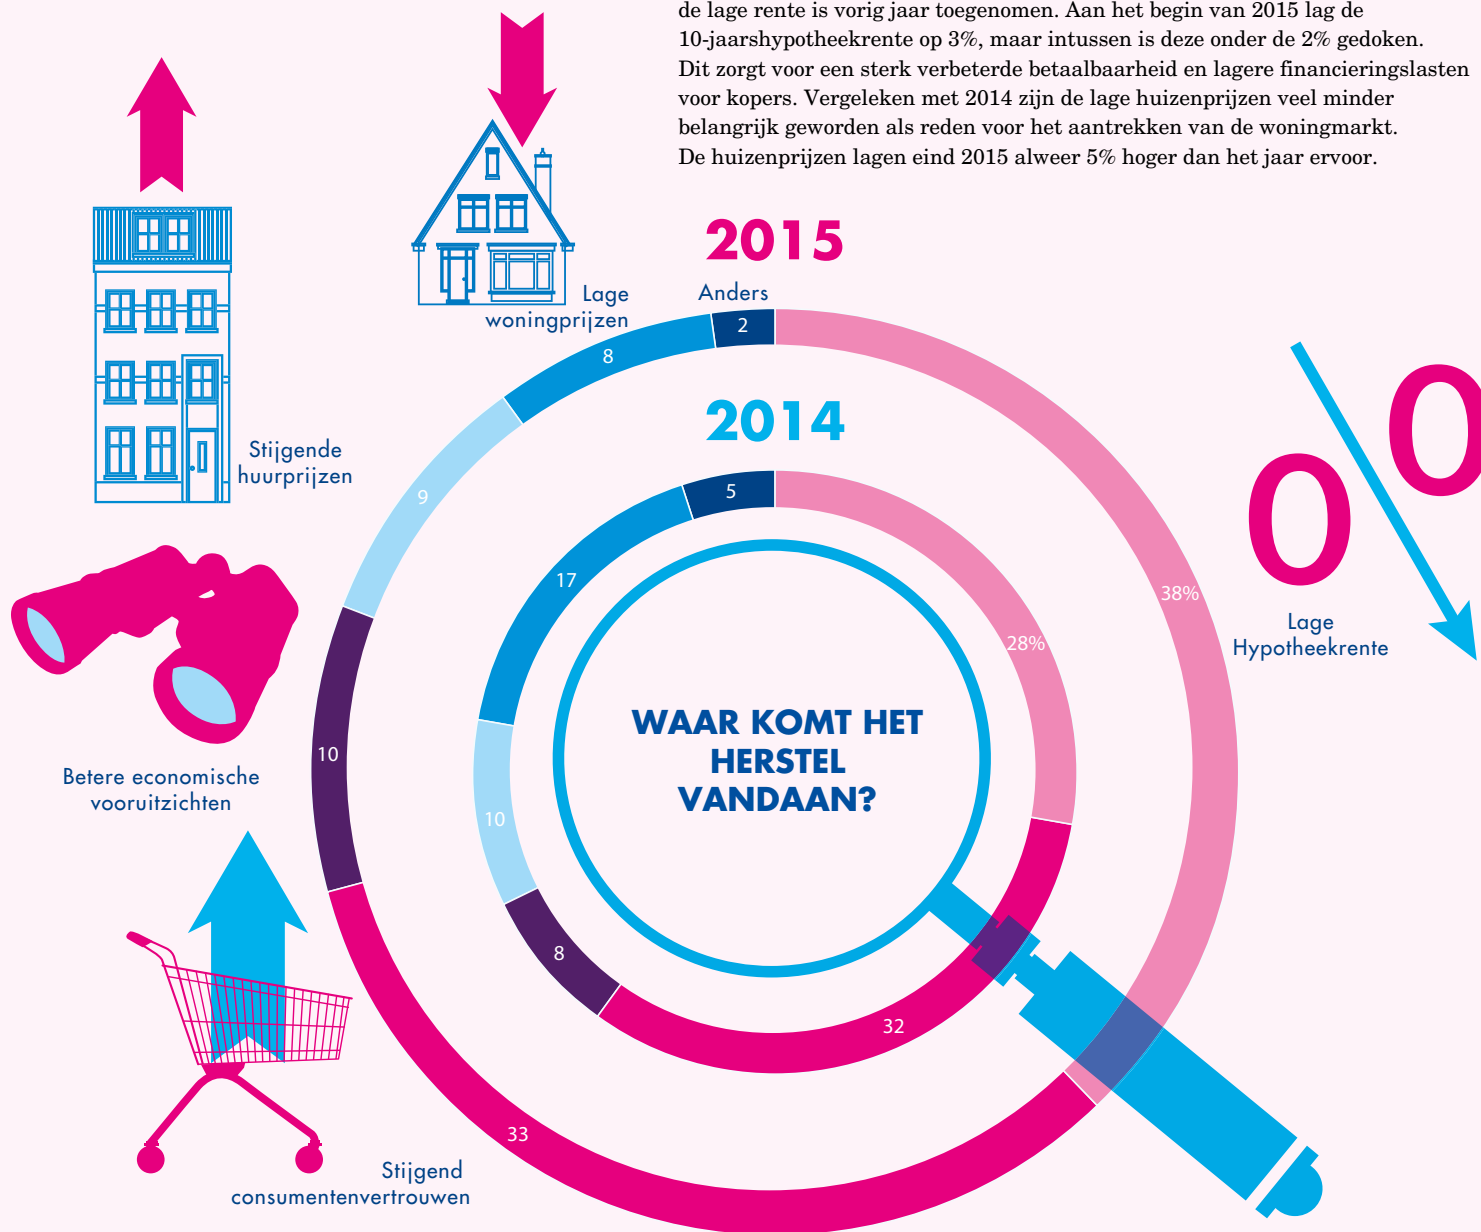 de lage rente is vorig jaar toegenomen. Aan het begin van 2015 lag de
10-jaarshypotheekrente op 3%, maar intussen is deze onder de 2% gedoken.
Dit zorgt voor een sterk verbeterde betaalbaarheid en lagere financieringslasten
voor kopers. Vergeleken met 2014 zijn de lage huizenprijzen veel minder
belangrijk geworden als reden voor het aantrekken van de woningmarkt.
De huizenprijzen lagen eind 2015 alweer 5% hoger dan het jaar ervoor.
2015
Anders
Lage
woningprijzen
2
8
2014
Stijgende
huurprijzen
9
5
17
38%
28%
Lage
Hypotheekrente
WAAR KOMT HET
HERSTEL
VANDAAN?
10
Betere economische
vooruitzichten
10
8
32
33
Stijgend
consumentenvertrouwen